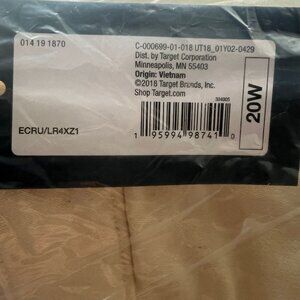 014 19 1870
C-000699-01-018 UT18_01Y02-0429
Dist. by Target Corporation
Minneapolis, MN 55403
Origin: Vietnam
©2018 Target Brands, Inc.
Shop Target.com
304005
1 95994 98741 0
20W
ECRU/LR4XZ1